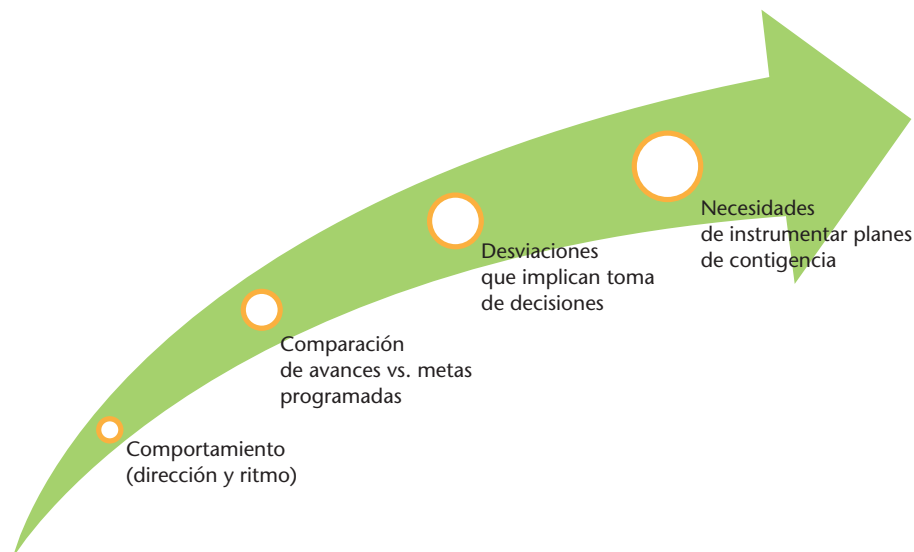 Necesidades
de instrumentar planes
de contigencia
Desviaciones
que implican toma
de decisiones
Comparación
de avances vs. metas
programadas
Comportamiento
(dirección y ritmo)